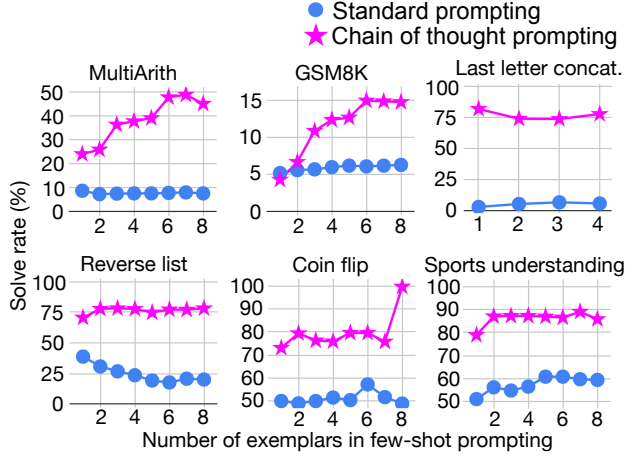 Standard prompting
Chain of thought prompting
MultiArith
GSM8K
Last letter concat.
50
40
30
20
10
0
2 4 6 8
15
10
5
0
2 4 6 8
100
75
50
25
0
1 2 3 4
Solve rate (%)
Reverse list
Coin flip
Sports understanding
100
75
50
25
0
2 4 6 8
100
90
80
70
60
50
2 4 6 8
100
90
80
70
60
50
2 4 6 8
Number of exemplars in few-shot prompting